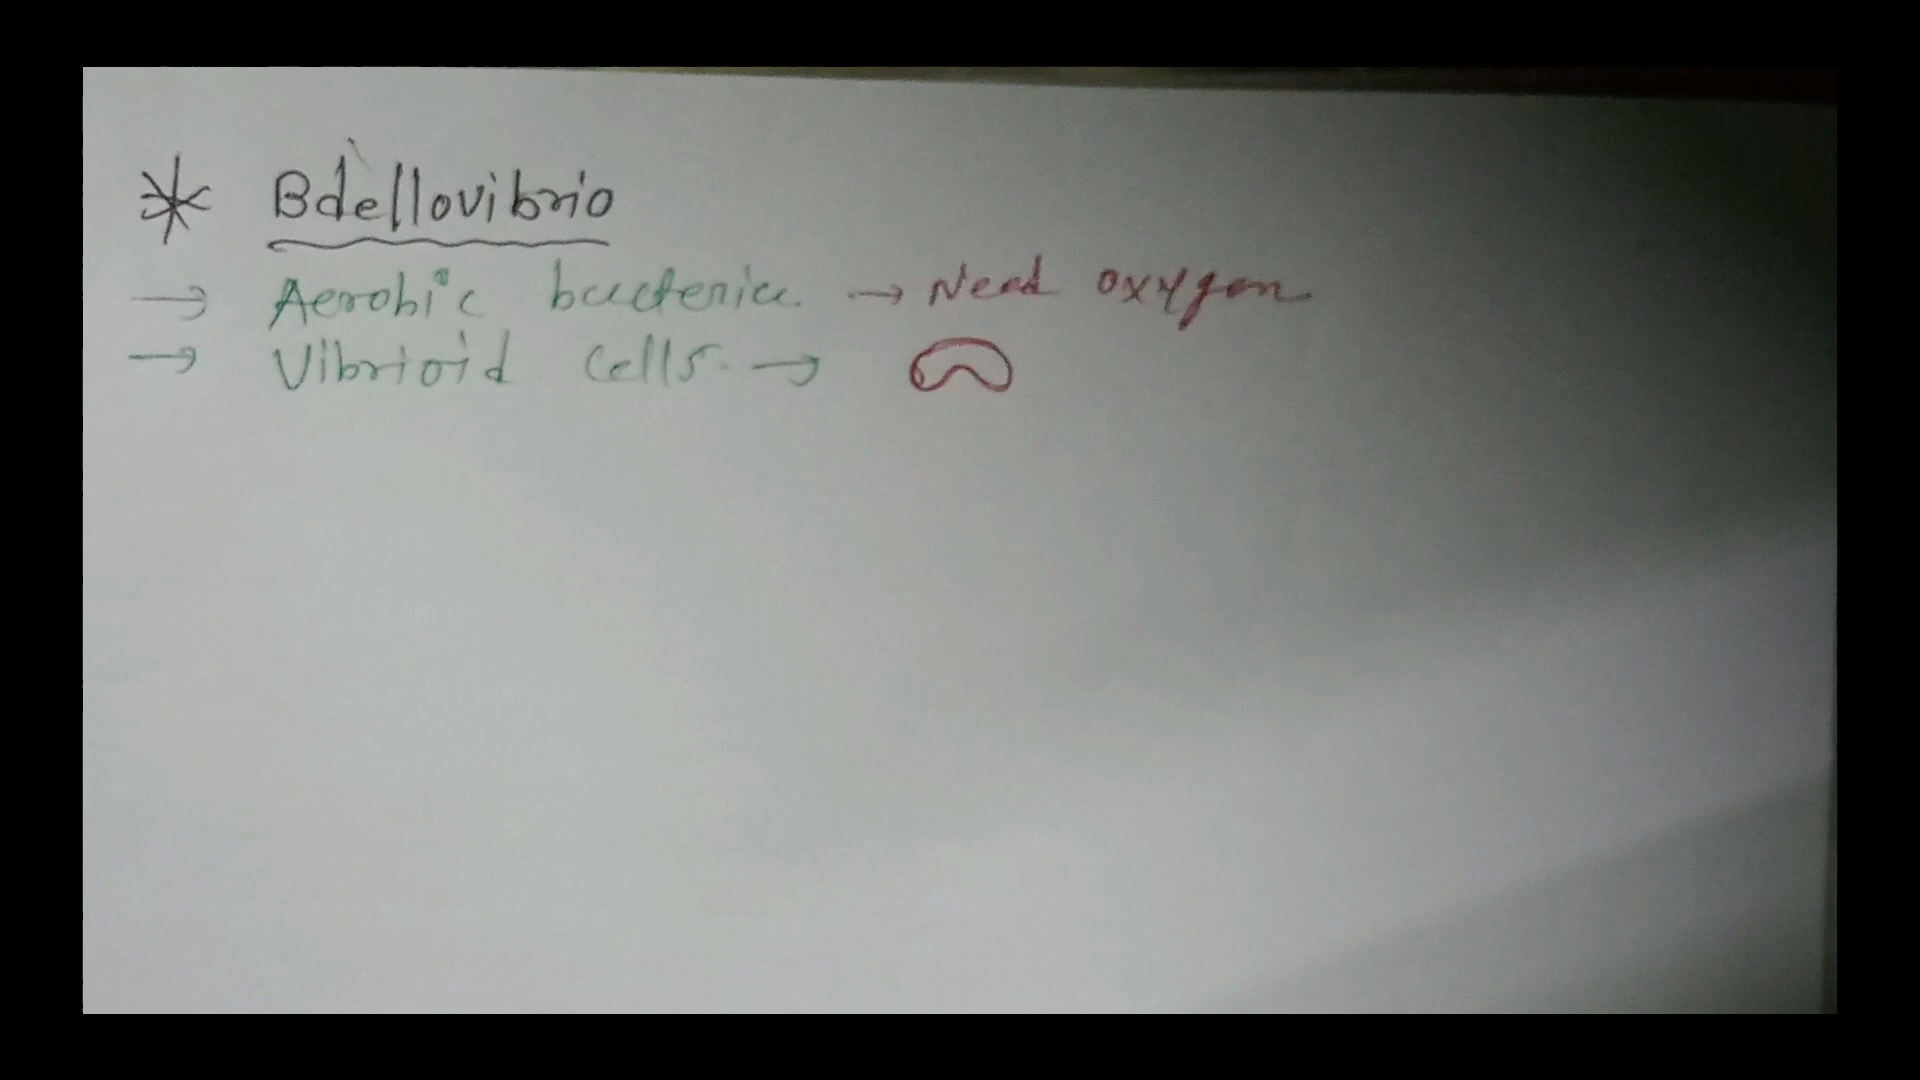 * Bdellovibrio
→ Aerobic bacteria. → Need oxygen
→ Vibrioid cells. →